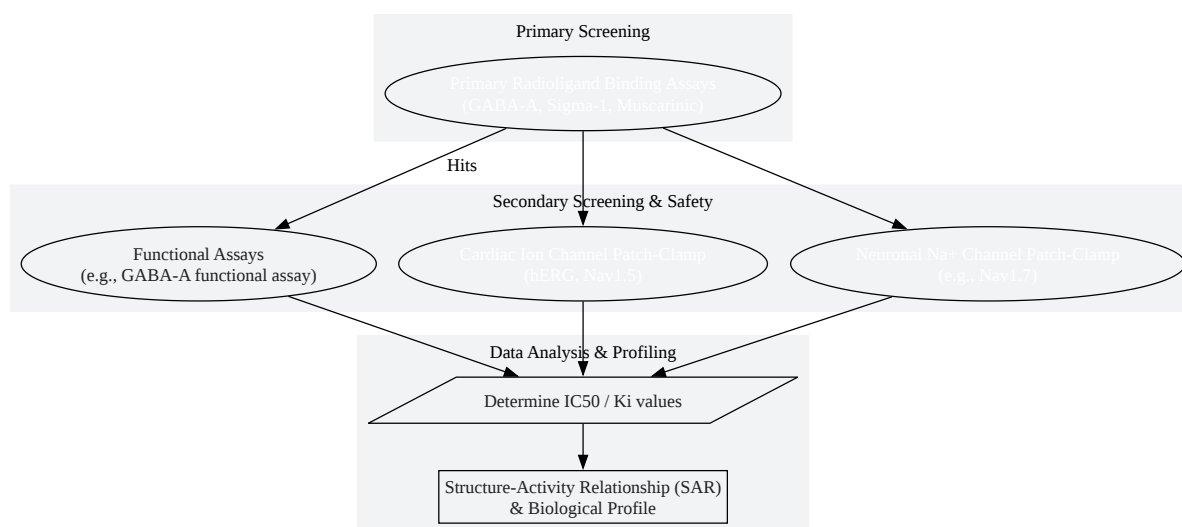 Primary Screening
Primary Radioligand Binding Assays
(GABA-A, Sigma-1, Muscarinic)
Hits
Secondary Screening & Safety
Functional Assays
(e.g., GABA-A functional assay)
Cardiac Ion Channel Patch-Clamp
(hERG, Nav1.5)
Neuronal Na+ Channel Patch-Clamp
(e.g., Nav1.7)
Data Analysis & Profiling
Determine IC50 / Ki values
Structure-Activity Relationship (SAR)
& Biological Profile